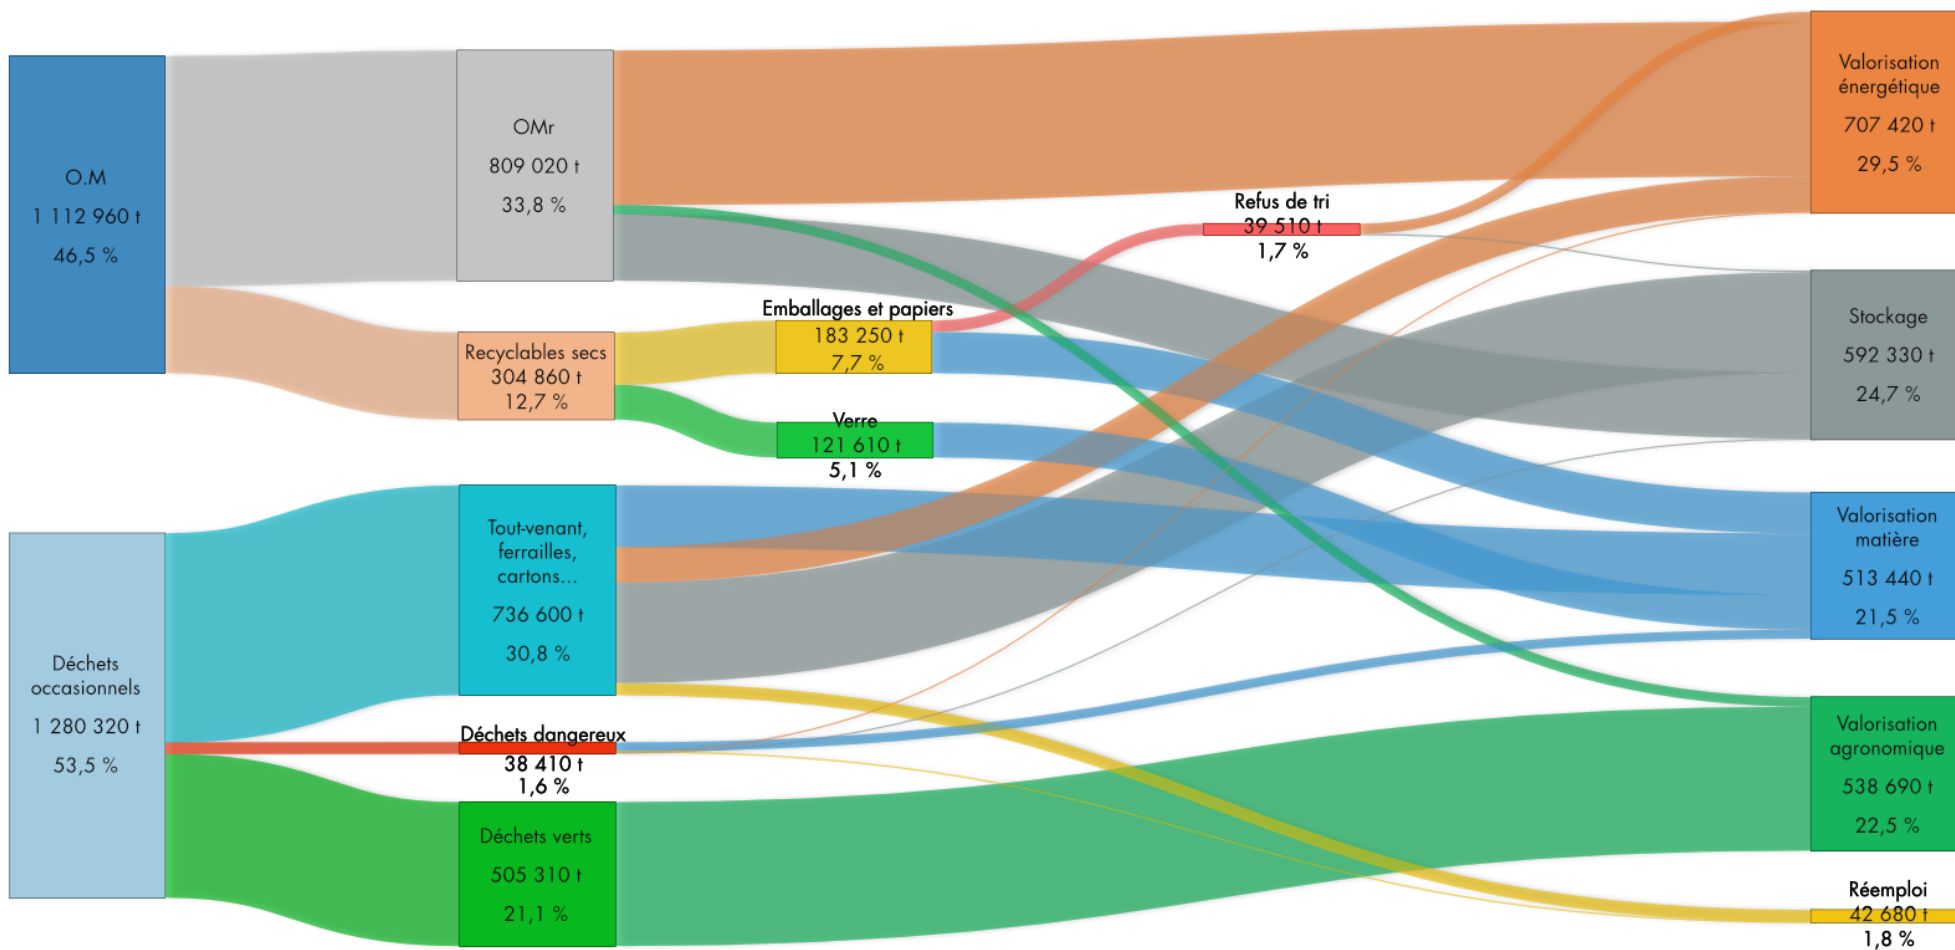 O.M
1 112 960 t
46,5 %
Déchets
occasionnels
1 280 320 t
53,5 %
OMr
809 020 t
33,8 %
Recyclables secs
304 860 t
12,7 %
Tout-venant,
ferrailles,
cartons...
736 600 t
30,8 %
Déchets dangereux
38 410 t
1,6 %
Déchets verts
505 310 t
21,1 %
Emballages et papiers
183 250 t
7,7 %
Verre
121 610 t
5,1 %
Refus de tri
39 510 t
1,7 %
Valorisation
énergétique
707 420 t
29,5 %
Stockage
592 330 t
24,7 %
Valorisation
matière
513 440 t
21,5 %
Valorisation
agronomique
538 690 t
22,5 %
Réemploi
42 680 t
1,8 %